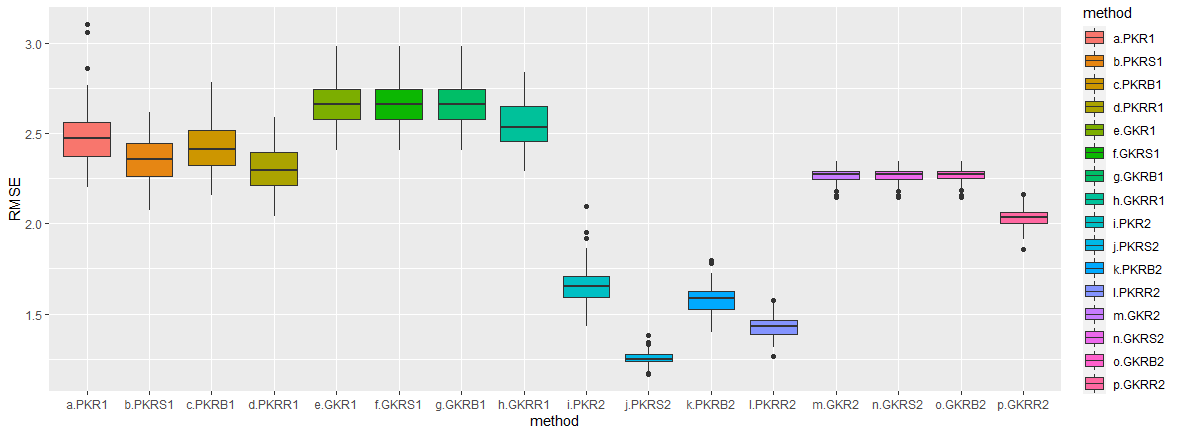 RMSE
3.0
2.5
2.0
1.5
a.PKR1 b.PKRS1 c.PKRB1 d.PKRR1 e.GKR1 f.GKRS1 g.GKRB1 h.GKRR1 i.PKR2 j.PKRS2 k.PKRB2 l.PKRR2 m.GKR2 n.GKRS2 o.GKRB2 p.GKRR2
method
method
a.PKR1
b.PKRS1
c.PKRB1
d.PKRR1
e.GKR1
f.GKRS1
g.GKRB1
h.GKRR1
i.PKR2
j.PKRS2
k.PKRB2
l.PKRR2
m.GKR2
n.GKRS2
o.GKRB2
p.GKRR2